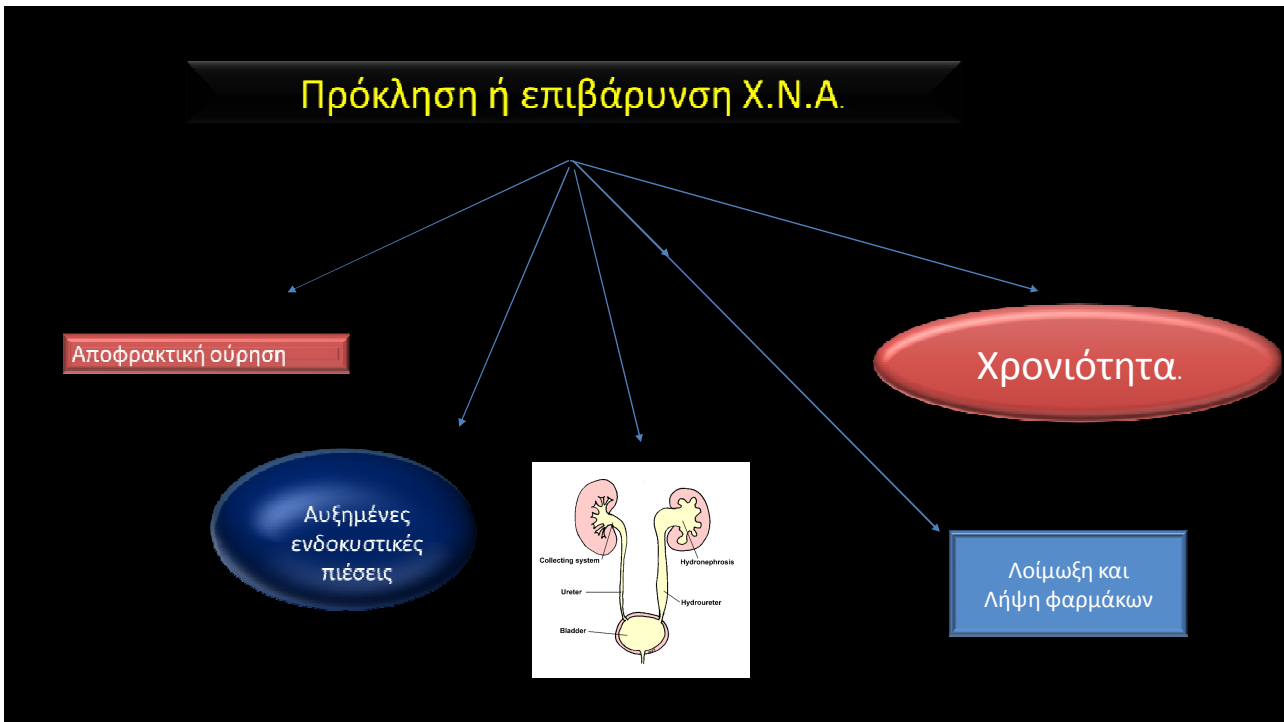 Πρόκληση ή επιβάρυνση Χ.Ν.Α.
Αποφρακτική ούρηση
Χρονιότητα.
Αυξημένες
ενδοκυστικές
πιέσεις
Collecting system
Hydronephrosis
Ureter
Hydroureter
Bladder
Λοίμωξη και
Λήψη φαρμάκων